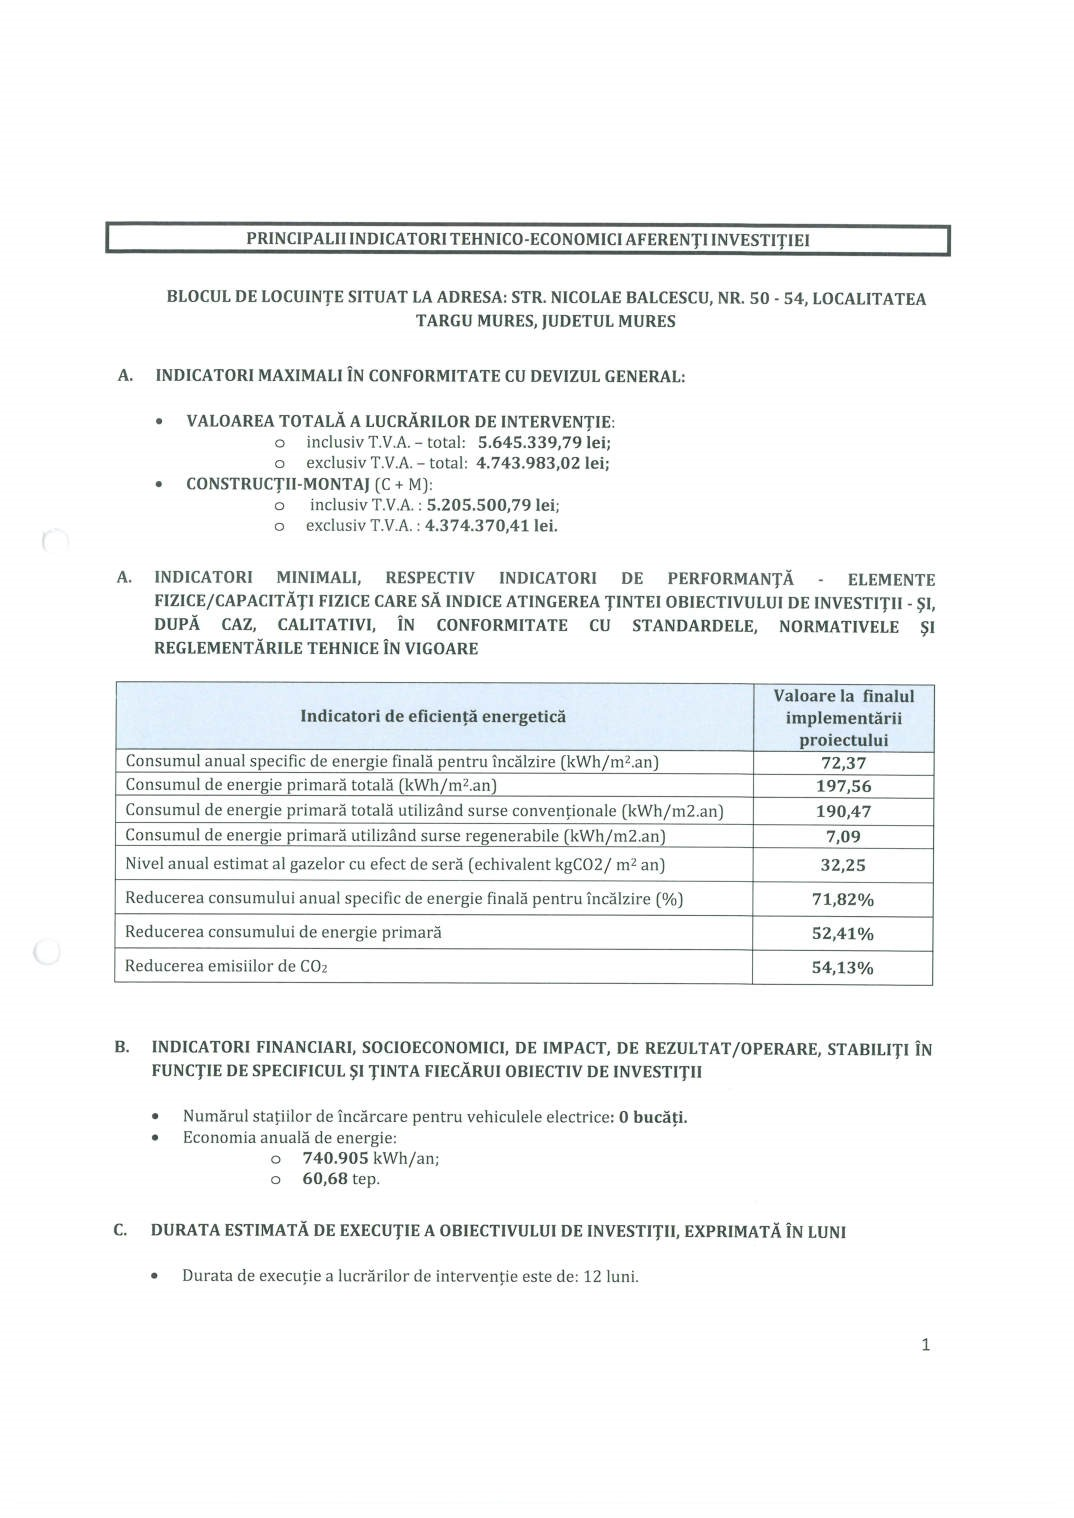 PRINCIPALII INDICATORI TEHNICO-ECONOMICI AFERENȚI INVESTIȚIEI
BLOCUL DE LOCUINȚE SITUAT LA ADRESA: STR. NICOLAE BALCESCU, NR. 50 - 54, LOCALITATEA
TARGU MURES, JUDETUL MURES
A. INDICATORI MAXIMALI ÎN CONFORMITATE CU DEVIZUL GENERAL:
• VALOAREA TOTALĂ A LUCRĂRILOR DE INTERVENȚIE:
o inclusiv T.V.A. – total: 5.645.339,79 lei;
o exclusiv T.V.A. – total: 4.743.983,02 lei;
• CONSTRUCȚII-MONTAJ (C + M):
o inclusiv T.V.A. : 5.205.500,79 lei;
o exclusiv T.V.A. : 4.374.370,41 lei.
A. INDICATORI MINIMALI, RESPECTIV INDICATORI DE PERFORMANȚĂ - ELEMENTE
FIZICE/CAPACITĂȚI FIZICE CARE SĂ INDICE ATINGEREA ȚINTEI OBIECTIVULUI DE INVESTIȚII - ȘI,
DUPĂ CAZ, CALITATIVI, ÎN CONFORMITATE CU STANDARDELE, NORMATIVELE ȘI
REGLEMENTĂRILE TEHNICE ÎN VIGOARE
Indicatori de eficiență energetică
Valoare la finalul
implementării
proiectului
Consumul anual specific de energie finală pentru încălzire (kWh/m².an) 72,37
Consumul de energie primară totală (kWh/m².an) 197,56
Consumul de energie primară totală utilizând surse convenționale (kWh/m2.an) 190,47
Consumul de energie primară utilizând surse regenerabile (kWh/m2.an) 7,09
Nivel anual estimat al gazelor cu efect de seră (echivalent kgCO2/ m² an) 32,25
Reducerea consumului anual specific de energie finală pentru încălzire (%) 71,82%
Reducerea consumului de energie primară 52,41%
Reducerea emisiilor de CO₂ 54,13%
B. INDICATORI FINANCIARI, SOCIOECONOMICI, DE IMPACT, DE REZULTAT/OPERARE, STABILIȚI ÎN
FUNCȚIE DE SPECIFICUL ȘI ȚINTA FIECĂRUI OBIECTIV DE INVESTIȚII
• Numărul stațiilor de încărcare pentru vehiculele electrice: 0 bucăți.
• Economia anuală de energie:
o 740.905 kWh/an;
o 60,68 tep.
C. DURATA ESTIMATĂ DE EXECUȚIE A OBIECTIVULUI DE INVESTIȚII, EXPRIMATĂ ÎN LUNI
• Durata de execuție a lucrărilor de intervenție este de: 12 luni.
1